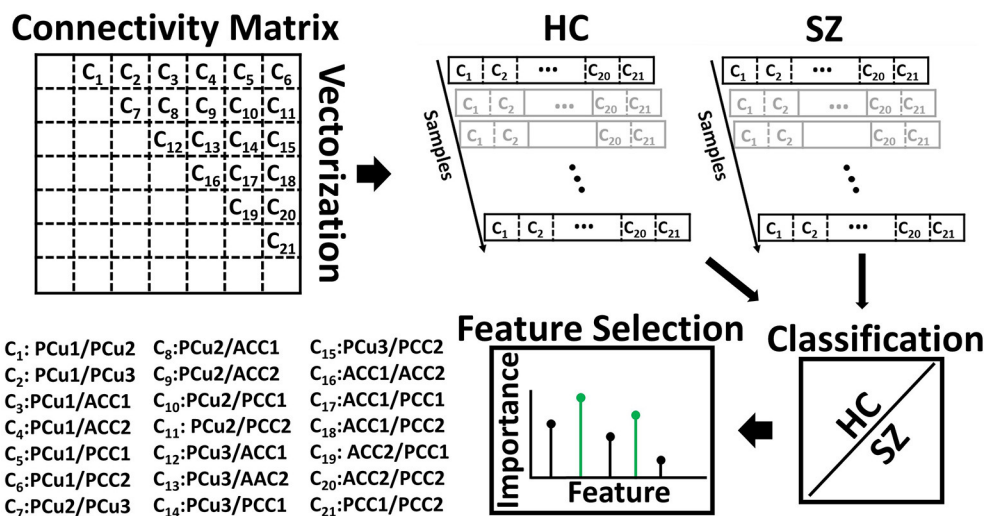 Connectivity Matrix
C1 C2 C3 C4 C5 C6
C7 C8 C9 C10 C11
C12 C13 C14 C15
C16 C17 C18
C19 C20
C21
Vectorization
HC
C1 C2 ... C20 C21
C1 C2 ... C20 C21
C1 C2 C20 C21
C1 C2 ... C20 C21
Samples
SZ
C1 C2 ... C20 C21
C1 C2 ... C20 C21
C1 C2 C20 C21
C1 C2 ... C20 C21
Samples
C1: PCu1/PCu2
C2: PCu1/PCu3
C3:PCu1/ACC1
C4:PCu1/ACC2
C5:PCu1/PCC1
C6:PCu1/PCC2
C7:PCu2/PCu3
C8:PCu2/ACC1
C9:PCu2/ACC2
C10:PCu2/PCC1
C11: PCu2/PCC2
C12:PCu3/ACC1
C13:PCu3/AAC2
C14:PCu3/PCC1
C15:PCu3/PCC2
C16:ACC1/ACC2
C17:ACC1/PCC1
C18:ACC1/PCC2
C19: ACC2/PCC1
C20:ACC2/PCC2
C21:PCC1/PCC2
Feature Selection
Importance
Feature
Classification
HC
SZ